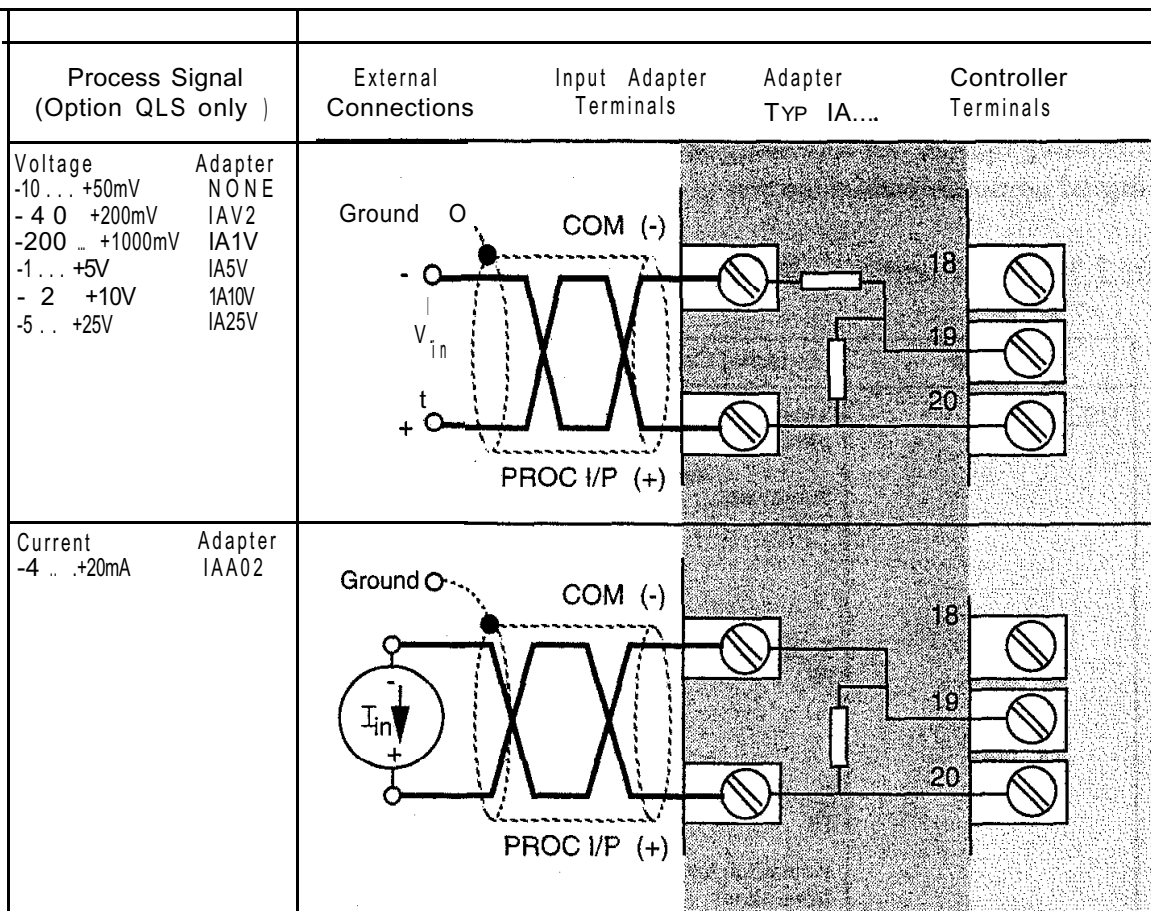 Process Signal
(Option QLS only )
External
Connections
Input Adapter
Terminals
Adapter
TYP IA....
Controller
Terminals
Voltage Adapter
-10 . . . +50mV NONE
- 4 0 +200mV IAV2
-200 .. +1000mV IA1V
-1 . . . +5V IA5V
- 2 +10V 1A10V
-5 . . +25V IA25V
Ground O
COM (-)
-
V in
t
+
PROC I/P (+)
18
19
20
Current Adapter
-4 .. .+20mA IAA02
Ground
COM (-)
-
Iin
+
PROC I/P (+)
18
19
20